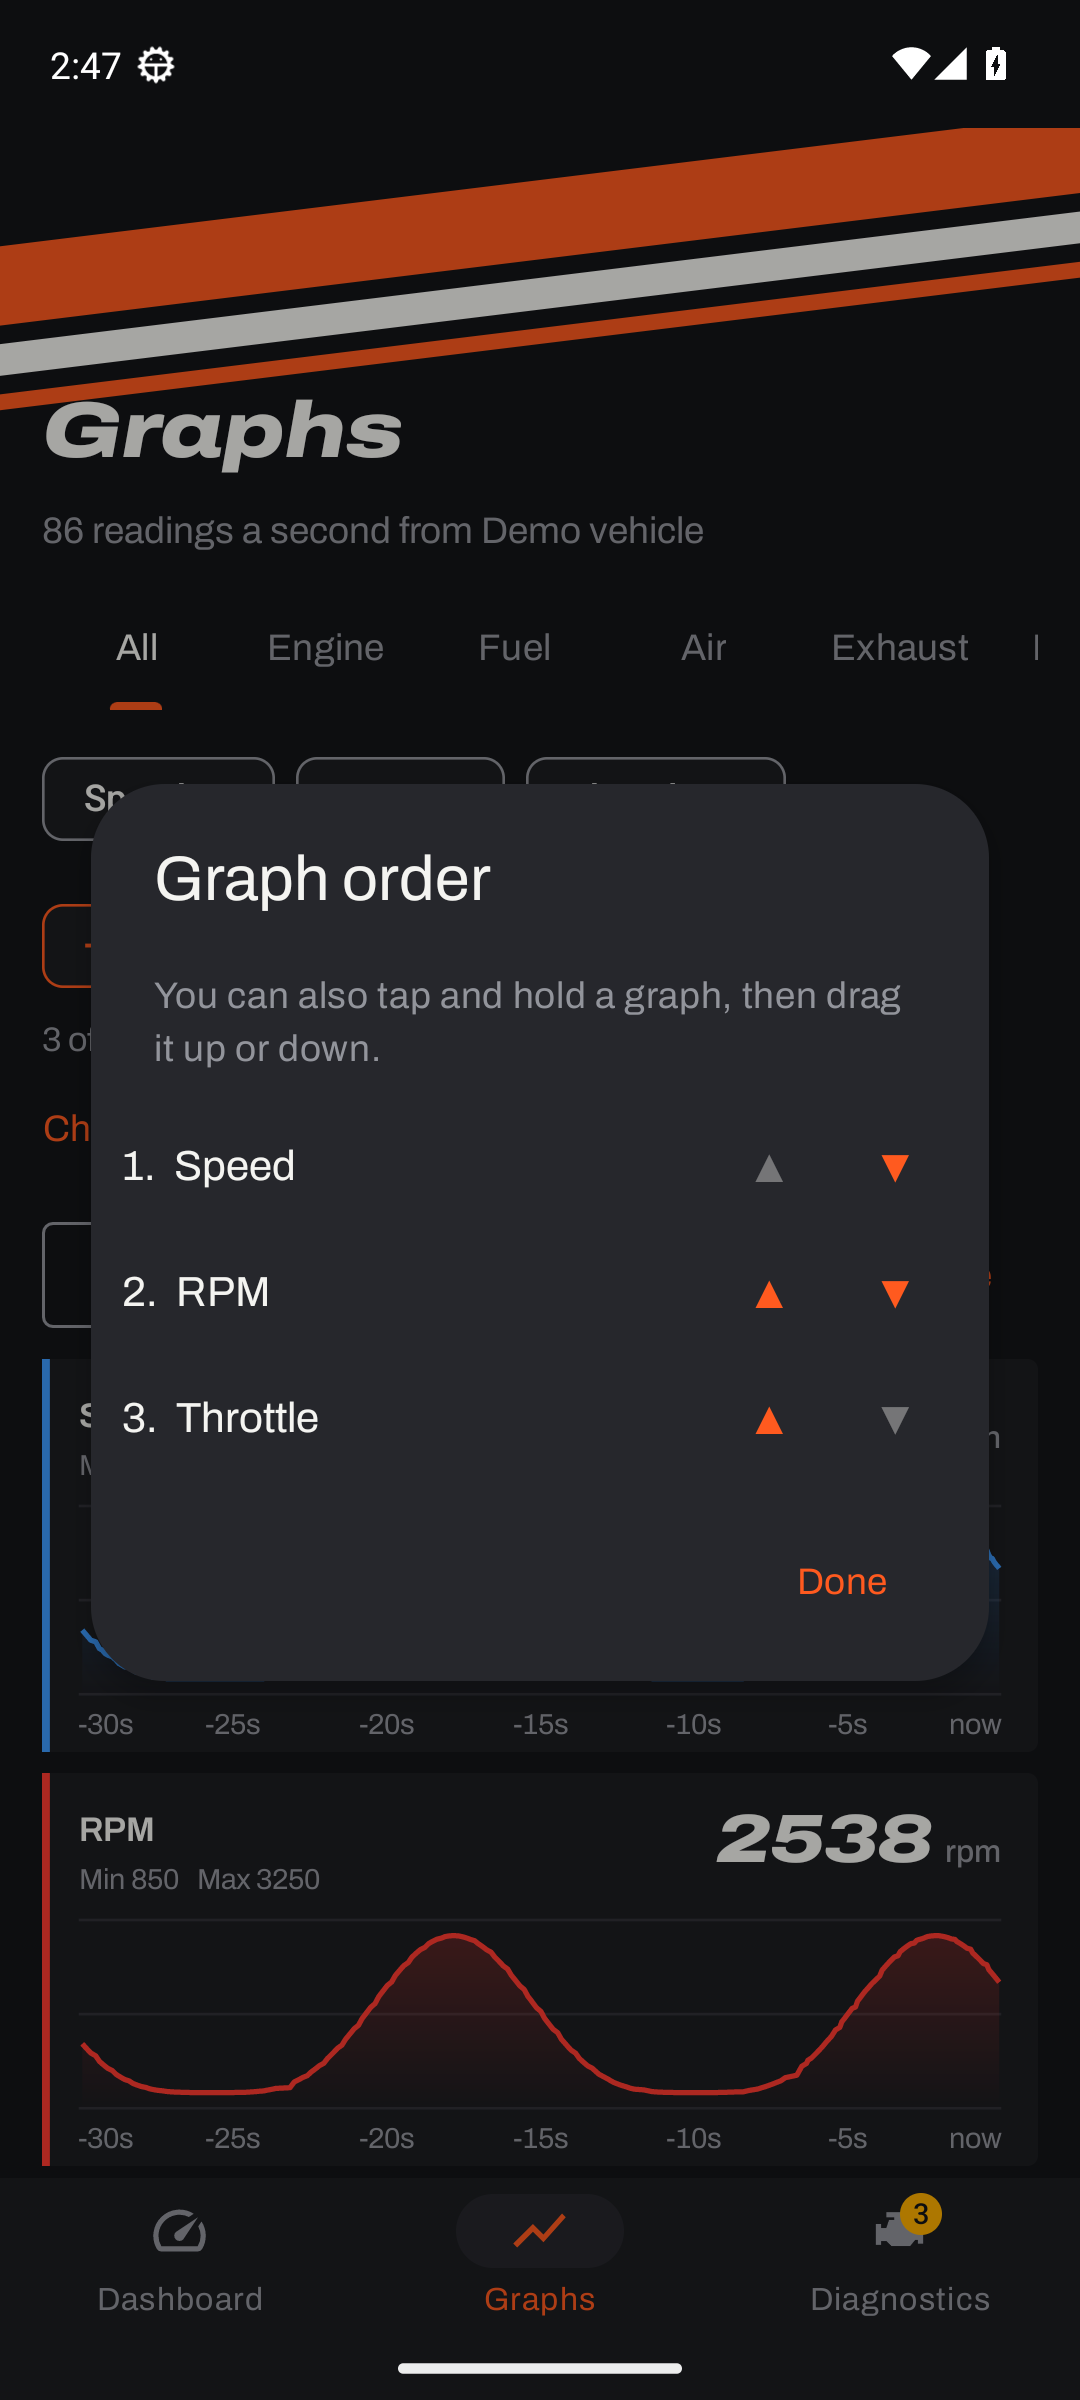 2:47
Graphs
86 readings a second from Demo vehicle
All Engine Fuel Air Exhaust
Graph order
You can also tap and hold a graph, then drag
it up or down.
1. Speed ▲ ▼
2. RPM ▲ ▼
3. Throttle ▲ ▼
Done
-30s -25s -20s -15s -10s -5s now
RPM
2538 rpm
Min 850 Max 3250
-30s -25s -20s -15s -10s -5s now
3
Dashboard Graphs Diagnostics